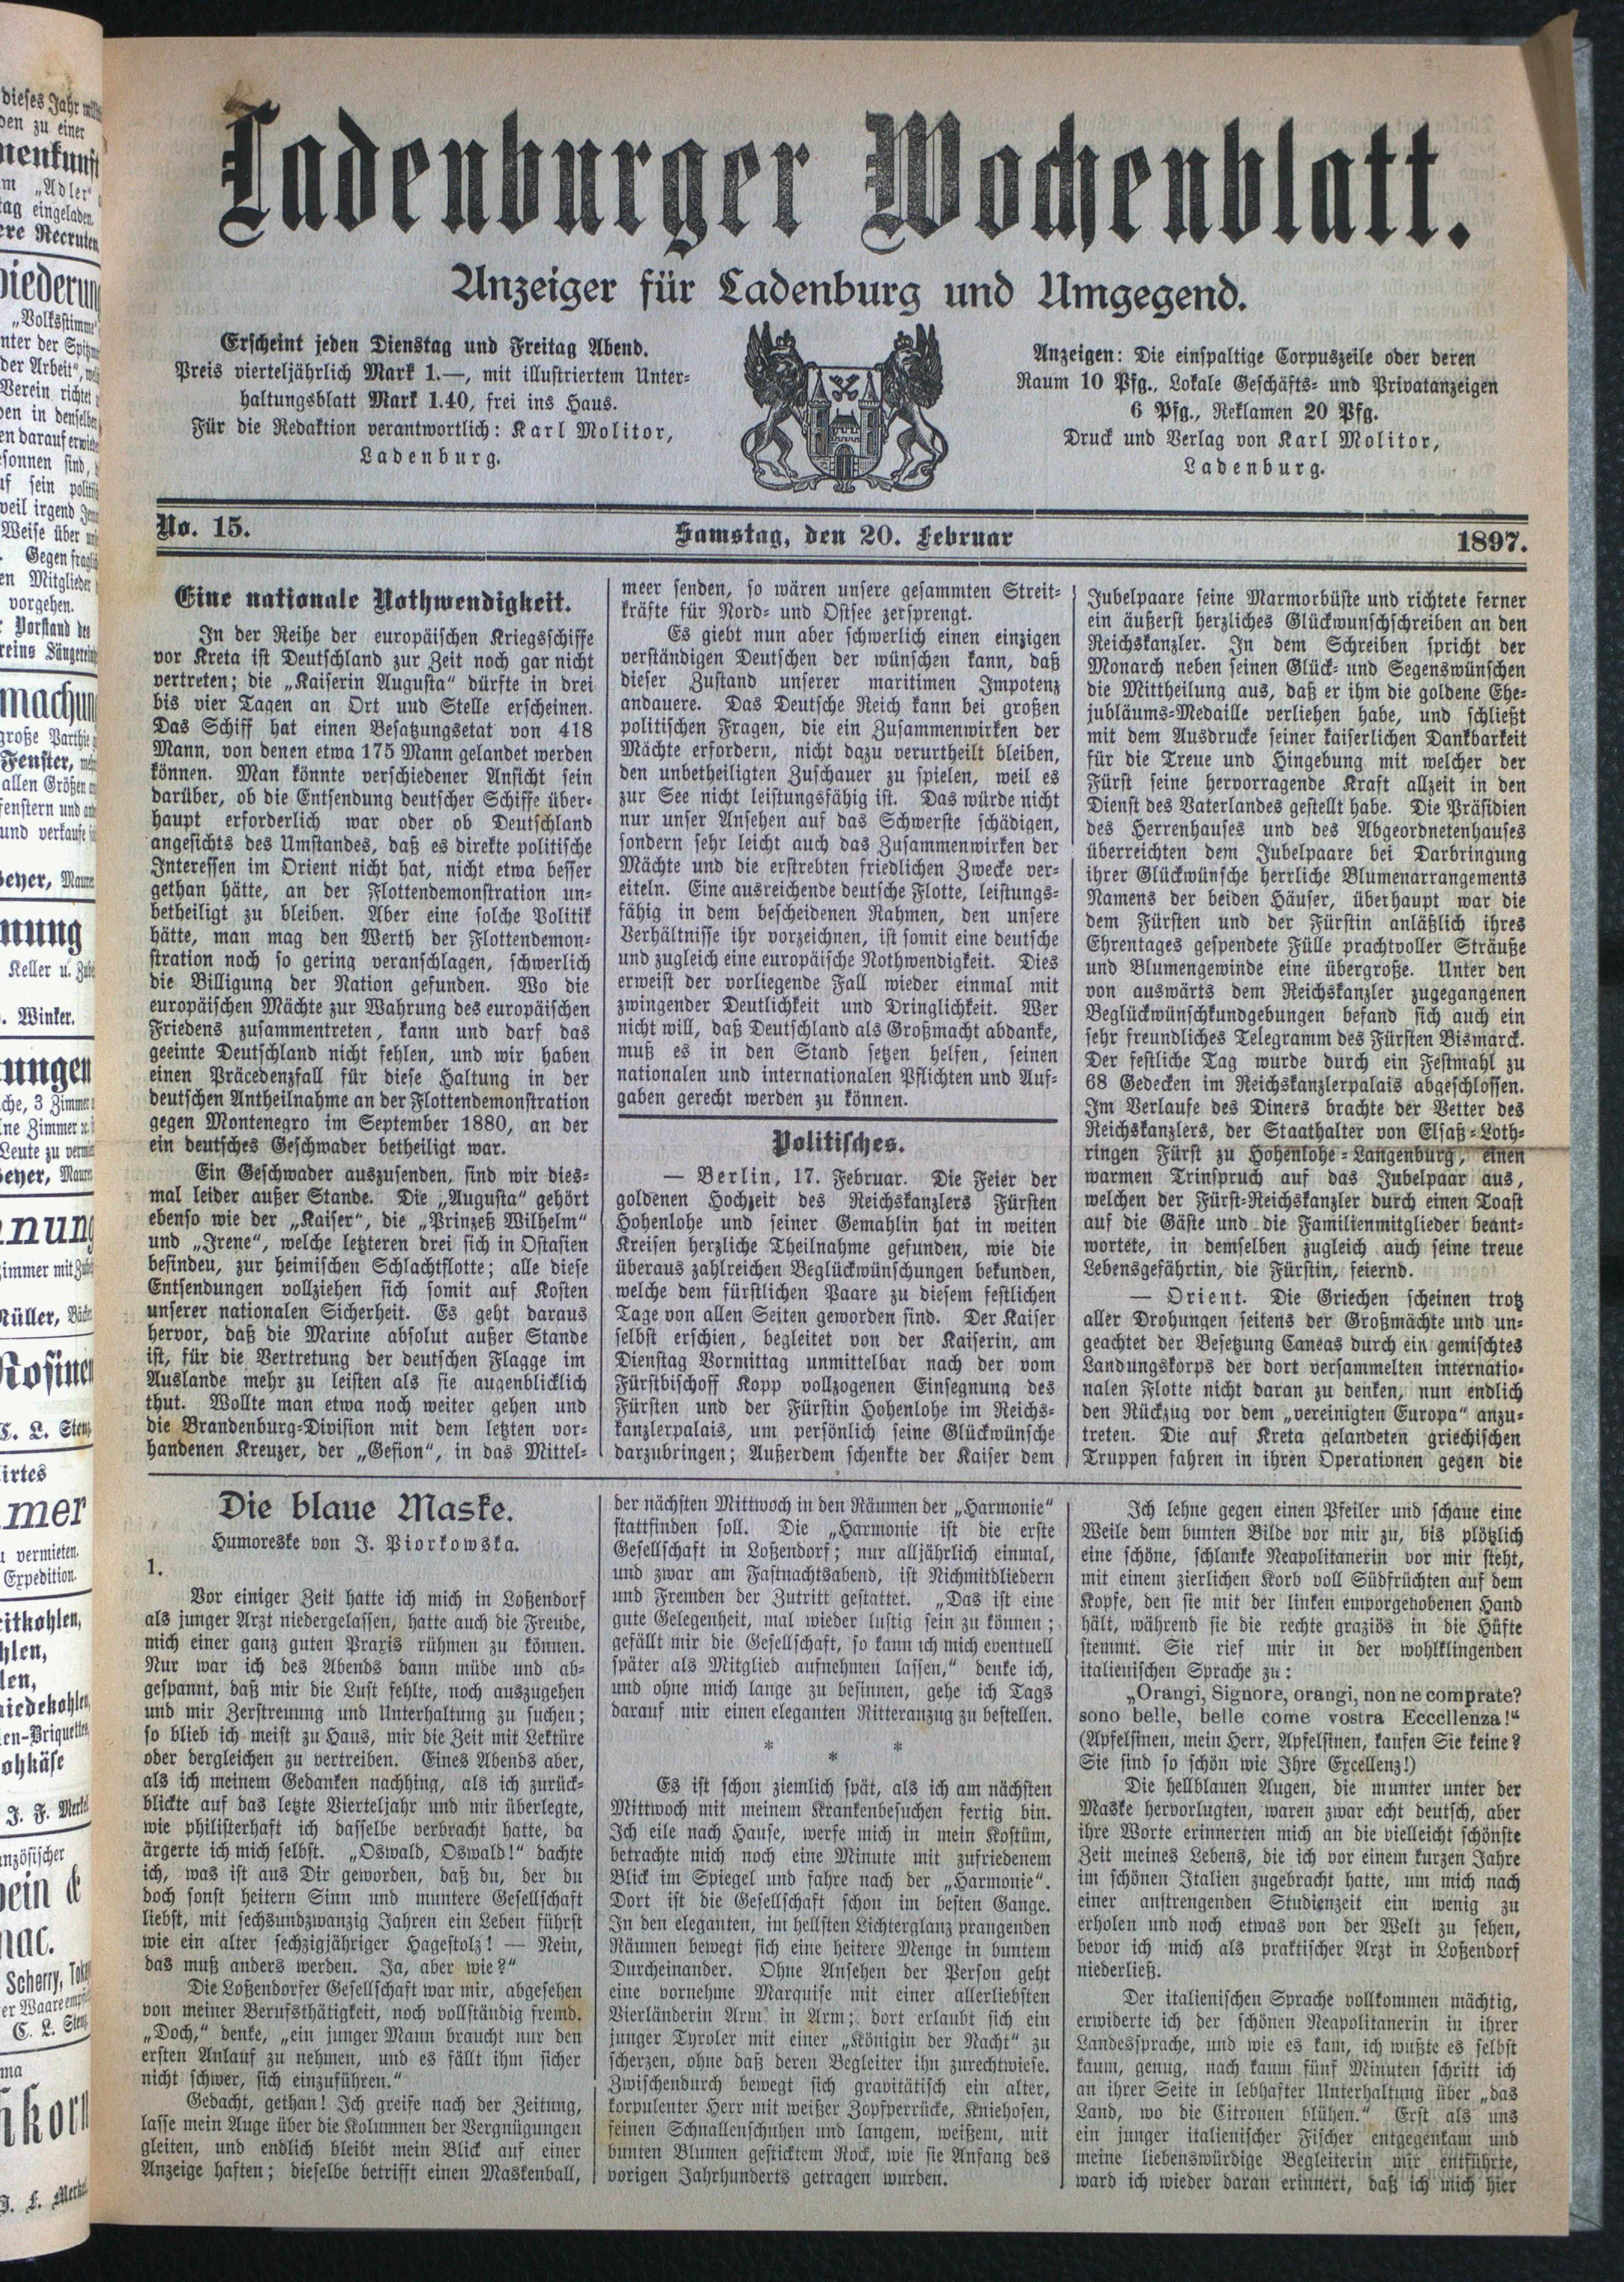 Ladenburger Wochenblatt.
Anzeiger für Ladenburg und Umgegend.
Erscheint jeden Dienstag und Freitag Abend.
Preis vierteljährlich Mark 1.—, mit illustriertem Unter-
haltungsblatt Mark 1.40, frei ins Haus.
Für die Redaktion verantwortlich: Karl Molitor,
Ladenburg.
Anzeigen: Die einspaltige Corpuszeile oder deren
Raum 10 Pfg., Lokale Geschäfts- und Privatanzeigen
6 Pfg., Reklamen 20 Pfg.
Druck und Verlag von Karl Molitor,
Ladenburg.
No. 15.
Samstag, den 20. Februar
1897.
Eine nationale Nothwendigkeit.
In der Reihe der europäischen Kriegsschiffe
vor Kreta ist Deutschland zur Zeit noch gar nicht
vertreten; die „Kaiserin Augusta“ dürfte in drei
bis vier Tagen an Ort uud Stelle erscheinen.
Das Schiff hat einen Besatzungsetat von 418
Mann, von denen etwa 175 Mann gelandet werden
können. Man könnte verschiedener Ansicht sein
darüber, ob die Entsendung deutscher Schiffe über-
haupt erforderlich war oder ob Deutschland
angesichts des Umstandes, daß es direkte politische
Interessen im Orient nicht hat, nicht etwa besser
gethan hätte, an der Flottendemonstration un-
betheiligt zu bleiben. Aber eine solche Politik
hätte, man mag den Werth der Flottendemon-
stration noch so gering veranschlagen, schwerlich
die Billigung der Nation gefunden. Wo die
europäischen Mächte zur Wahrung des europäischen
Friedens zusammentreten, kann und darf das
geeinte Deutschland nicht fehlen, und wir haben
einen Präcedenzfall für diese Haltung in der
deutschen Antheilnahme an der Flottendemonstration
gegen Montenegro im September 1880, an der
ein deutsches Geschwader betheiligt war.
Ein Geschwader auszusenden, sind wir dies-
mal leider außer Stande. Die „Augusta“ gehört
ebenso wie der „Kaiser“, die „Prinzeß Wilhelm“
und „Irene“, welche letzteren drei sich in Ostasien
befindeu, zur heimischen Schlachtflotte; alle diese
Entsendungen vollziehen sich somit auf Kosten
unserer nationalen Sicherheit. Es geht daraus
hervor, daß die Marine absolut außer Stande
ist, für die Vertretung der deutschen Flagge im
Auslande mehr zu leisten als sie augenblicklich
thut. Wollte man etwa noch weiter gehen und
die Brandenburg-Division mit dem letzten vor-
handenen Kreuzer, der „Gefion“, in das Mittel-
meer senden, so wären unsere gesammten Streit-
kräfte für Nord- und Ostsee zersprengt.
Es giebt nun aber schwerlich einen einzigen
verständigen Deutschen der wünschen kann, daß
dieser Zustand unserer maritimen Impotenz
andauere. Das Deutsche Reich kann bei großen
politischen Fragen, die ein Zusammenwirken der
Mächte erfordern, nicht dazu verurtheilt bleiben,
den unbetheiligten Zuschauer zu spielen, weil es
zur See nicht leistungsfähig ist. Das würde nicht
nur unser Ansehen auf das Schwerste schädigen,
sondern sehr leicht auch das Zusammenwirken der
Mächte und die erstrebten friedlichen Zwecke ver-
eiteln. Eine ausreichende deutsche Flotte, leistungs-
fähig in dem bescheidenen Rahmen, den unsere
Verhältnisse ihr vorzeichnen, ist somit eine deutsche
und zugleich eine europäische Nothwendigkeit. Dies
erweist der vorliegende Fall wieder einmal mit
zwingender Deutlichkeit und Dringlichkeit. Wer
nicht will, daß Deutschland als Großmacht abdanke,
muß es in den Stand setzen helfen, seinen
nationalen und internationalen Pflichten und Auf-
gaben gerecht werden zu können.
Politisches.
— Berlin, 17. Februar. Die Feier der
goldenen Hochzeit des Reichskanzlers Fürsten
Hohenlohe und seiner Gemahlin hat in weiten
Kreisen herzliche Theilnahme gefunden, wie die
überaus zahlreichen Beglückwünschungen bekunden,
welche dem fürstlichen Paare zu diesem festlichen
Tage von allen Seiten geworden sind. Der Kaiser
selbst erschien, begleitet von der Kaiserin, am
Dienstag Vormittag unmittelbar nach der vom
Fürstbischoff Kopp vollzogenen Einsegnung des
Fürsten und der Fürstin Hohenlohe im Reichs-
kanzlerpalais, um persönlich seine Glückwünsche
darzubringen; Außerdem schenkte der Kaiser dem
Jubelpaare seine Marmorbüste und richtete ferner
ein äußerst herzliches Glückwunschschreiben an den
Reichskanzler. In dem Schreiben spricht der
Monarch neben seinen Glück- und Segenswünschen
die Mittheilung aus, daß er ihm die goldene Ehe-
jubläums-Medaille verliehen habe, und schließt
mit dem Ausdrucke seiner kaiserlichen Dankbarkeit
für die Treue und Hingebung mit welcher der
Fürst seine hervorragende Kraft allzeit in den
Dienst des Vaterlandes gestellt habe. Die Präsidien
des Herrenhauses und des Abgeordnetenhauses
überreichten dem Jubelpaare bei Darbringung
ihrer Glückwünsche herrliche Blumenarrangements
Namens der beiden Häuser, überhaupt war die
dem Fürsten und der Fürstin anläßlich ihres
Ehrentages gespendete Fülle prachtvoller Sträuße
und Blumengewinde eine übergroße. Unter den
von auswärts dem Reichskanzler zugegangenen
Beglückwünschkundgebungen befand sich auch ein
sehr freundliches Telegramm des Fürsten Bismarck.
Der festliche Tag wurde durch ein Festmahl zu
68 Gedecken im Reichskanzlerpalais abgeschlossen.
Im Verlaufe des Diners brachte der Vetter des
Reichskanzlers, der Staathalter von Elsaß-Loth-
ringen Fürst zu Hohenlohe-Langenburg, einen
warmen Trinspruch auf das Jubelpaar aus,
welchen der Fürst-Reichskanzler durch einen Toast
auf die Gäste und die Familienmitglieder beant-
wortete, in demselben zugleich auch seine treue
Lebensgefährtin, die Fürstin, feiernd.
— Orient. Die Griechen scheinen trotz
aller Drohungen seitens der Großmächte und un-
geachtet der Besetzung Caneas durch ein gemischtes
Landungskorps der dort versammelten internatio-
nalen Flotte nicht daran zu denken, nun endlich
den Rückzug vor dem „vereinigten Europa“ anzu-
treten. Die auf Kreta gelandeten griechischen
Truppen fahren in ihren Operationen gegen die
Die blaue Maske.
Humoreske von J. Piorkowska.
1.
Vor einiger Zeit hatte ich mich in Loßendorf
als junger Arzt niedergelassen, hatte auch die Freude,
mich einer ganz guten Praxis rühmen zu können.
Nur war ich des Abends dann müde und ab-
gespannt, daß mir die Lust fehlte, noch auszugehen
und mir Zerstreuung und Unterhaltung zu suchen;
so blieb ich meist zu Haus, mir die Zeit mit Lektüre
oder dergleichen zu vertreiben. Eines Abends aber,
als ich meinem Gedanken nachhing, als ich zurück-
blickte auf das letzte Vierteljahr und mir überlegte,
wie philisterhaft ich dasselbe verbracht hatte, da
ärgerte ich mich selbst. „Oswald, Oswald!“ dachte
ich, was ist aus Dir geworden, daß du, der du
doch sonst heitern Sinn und muntere Gesellschaft
liebst, mit sechsundzwanzig Jahren ein Leben führst
wie ein alter sechzigjähriger Hagestolz! — Nein,
das muß anders werden. Ja, aber wie?“
Die Loßendorfer Gesellschaft war mir, abgesehen
von meiner Berufsthätigkeit, noch vollständig fremd.
„Doch,“ denke, „ein junger Mann braucht nur den
ersten Anlauf zu nehmen, und es fällt ihm sicher
nicht schwer, sich einzuführen.“
Gedacht, gethan! Ich greife nach der Zeitung,
lasse mein Auge über die Kolumnen der Vergnügungen
gleiten, und endlich bleibt mein Blick auf einer
Anzeige haften; dieselbe betrifft einen Maskenball,
der nächsten Mittwoch in den Räumen der „Harmonie“
stattfinden soll. Die „Harmonie ist die erste
Gesellschaft in Loßendorf; nur alljährlich einmal,
und zwar am Fastnachtsabend, ist Nichmitdliedern
und Fremden der Zutritt gestattet. „Das ist eine
gute Gelegenheit, mal wieder lustig sein zu können;
gefällt mir die Gesellschaft, so kann ich mich eventuell
später als Mitglied aufnehmen lassen,“ denke ich,
und ohne mich lange zu besinnen, gehe ich Tags
darauf mir einen eleganten Ritteranzug zu bestellen.
* * *
Es ist schon ziemlich spät, als ich am nächsten
Mittwoch mit meinem Krankenbesuchen fertig bin.
Ich eile nach Hause, werfe mich in mein Kostüm,
betrachte mich noch eine Minute mit zufriedenem
Blick im Spiegel und fahre nach der „Harmonie“.
Dort ist die Gesellschaft schon im besten Gange.
In den eleganten, im hellsten Lichterglanz prangenden
Räumen bewegt sich eine heitere Menge in buntem
Durcheinander. Ohne Ansehen der Person geht
eine vornehme Marquise mit einer allerliebsten
Vierländerin Arm in Arm; dort erlaubt sich ein
junger Tyroler mit einer „Königin der Nacht“ zu
scherzen, ohne daß deren Begleiter ihn zurechtwiese.
Zwischendurch bewegt sich gravitätisch ein alter,
korpulenter Herr mit weißer Zopfperrücke, Kniehosen,
feinen Schnallenschuhen und langem, weißem, mit
bunten Blumen gesticktem Rock, wie sie Anfang des
vorigen Jahrhunderts getragen wurden.
Ich lehne gegen einen Pfeiler und schaue eine
Weile dem bunten Bilde vor mir zu, bis plötzlich
eine schöne, schlanke Neapolitanerin vor mir steht,
mit einem zierlichen Korb voll Südfrüchten auf dem
Kopfe, den sie mit der linken emporgehobenen Hand
hält, während sie die rechte graziös in die Hüfte
stemmt. Sie rief mir in der wohlklingenden
italienischen Sprache zu:
„Orangi, Signore, orangi, non ne comprate?
sono belle, belle come vostra Eccellenza!“
(Apfelsinen, mein Herr, Apfelsinen, kaufen Sie keine?
Sie sind so schön wie Ihre Excellenz!)
Die hellblauen Augen, die munter unter der
Maske hervorlugten, waren zwar echt deutsch, aber
ihre Worte erinnerten mich an die vielleicht schönste
Zeit meines Lebens, die ich vor einem kurzen Jahre
im schönen Italien zugebracht hatte, um mich nach
einer anstrengenden Studienzeit ein wenig zu
erholen und noch etwas von der Welt zu sehen,
bevor ich mich als praktischer Arzt in Loßendorf
niederließ.
Der italienischen Sprache vollkommen mächtig,
erwiderte ich der schönen Neapolitanerin in ihrer
Landessprache, und wie es kam, ich wußte es selbst
kaum, genug, nach kaum fünf Minuten schritt ich
an ihrer Seite in lebhafter Unterhaltung über „das
Land, wo die Citronen blühen.“ Erst als uns
ein junger italienischer Fischer entgegenkam und
meine liebenswürdige Begleiterin mir entführte,
ward ich wieder daran erinnert, daß ich mich hier